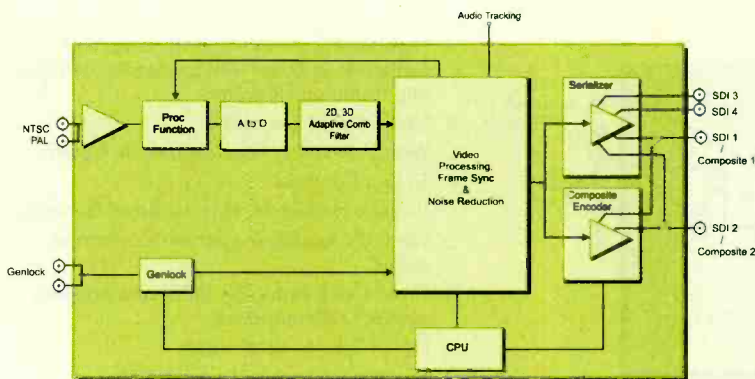 Audio Tracking
NTSC
PAL
Proc
Function
A to D
2D, 3D
Adaptive Comb
Filter
Video
Processing,
Frame Sync
&
Noise Reduction
Serializer
SDI 3
SDI 4
SDI 1
/
Composite 1
Composite
Encoder
SDI 2
/
Composite 2
Genlock
Genlock
CPU